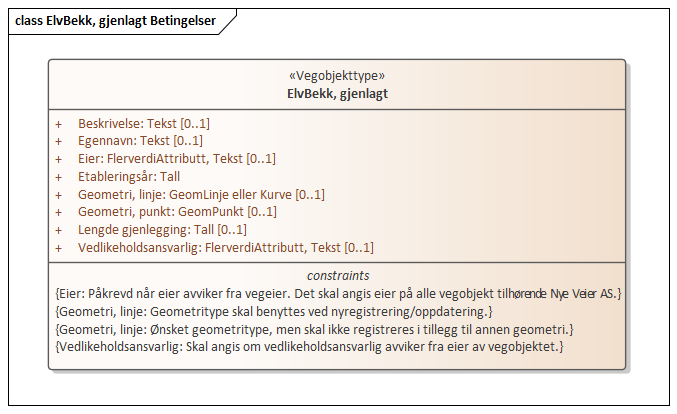 class ElvBekk, gjenlagt Betingelser
«Vegobjekttype»
ElvBekk, gjenlagt
+ Beskrivelse: Tekst [0..1]
+ Egennavn: Tekst [0..1]
+ Eier: FlerverdiAttributt, Tekst [0..1]
+ Etableringsår: Tall
+ Geometri, linje: GeomLinje eller Kurve [0..1]
+ Geometri, punkt: GeomPunkt [0..1]
+ Lengde gjenlegging: Tall [0..1]
+ Vedlikeholdsansvarlig: FlerverdiAttributt, Tekst [0..1]
constraints
{Eier: Påkrevd når eier avviker fra vegeier. Det skal angis eier på alle vegobjekt tilhørende Nye Veier AS.}
{Geometri, linje: Geometritype skal benyttes ved nyregistrering/oppdatering.}
{Geometri, linje: Ønsket geometritype, men skal ikke registreres i tillegg til annen geometri.}
{Vedlikeholdsansvarlig: Skal angis om vedlikeholdsansvarlig avviker fra eier av vegobjektet.}